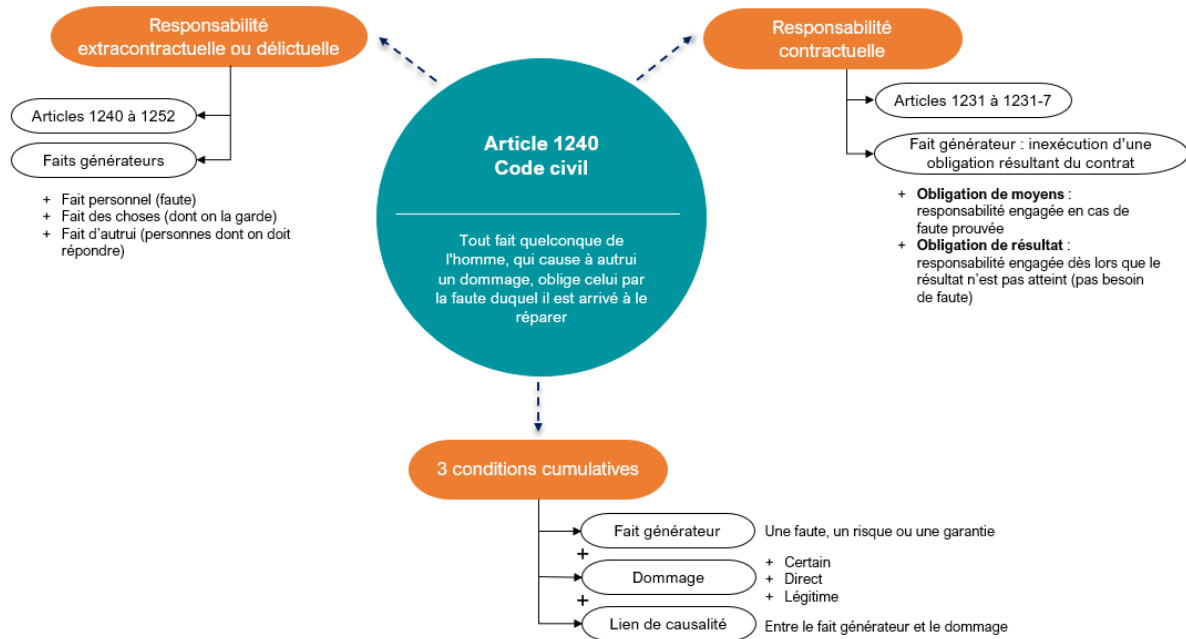 Responsabilité
extracontractuelle ou délictuelle
Articles 1240 à 1252
Faits générateurs
+ Fait personnel (faute)
+ Fait des choses (dont on la garde)
+ Fait d'autrui (personnes dont on doit
répondre)
Article 1240
Code civil
Tout fait quelconque de
l'homme, qui cause à autrui
un dommage, oblige celui par
la faute duquel il est arrivé à le
réparer
Responsabilité
contractuelle
Articles 1231 à 1231-7
Fait générateur : inexécution d'une
obligation résultant du contrat
+ Obligation de moyens :
responsabilité engagée en cas de
faute prouvée
+ Obligation de résultat :
responsabilité engagée dès lors que le
résultat n'est pas atteint (pas besoin
de faute)
3 conditions cumulatives
Fait générateur Une faute, un risque ou une garantie
+
Dommage
+ Certain
+ Direct
+ Légitime
+
Lien de causalité Entre le fait générateur et le dommage